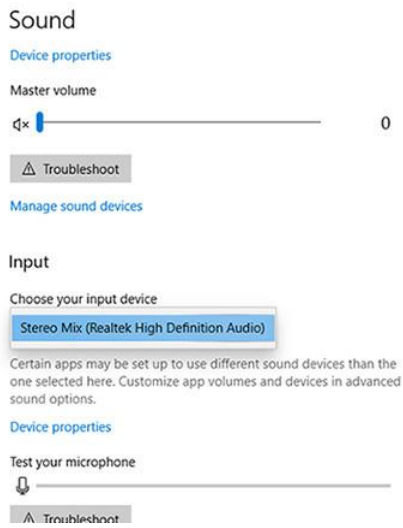 Sound
Device properties
Master volume
0
Troubleshoot
Manage sound devices
Input
Choose your input device
Stereo Mix (Realtek High Definition Audio)
Certain apps may be set up to use different sound devices than the
one selected here. Customize app volumes and devices in advanced
sound options.
Device properties
Test your microphone
Troubleshoot